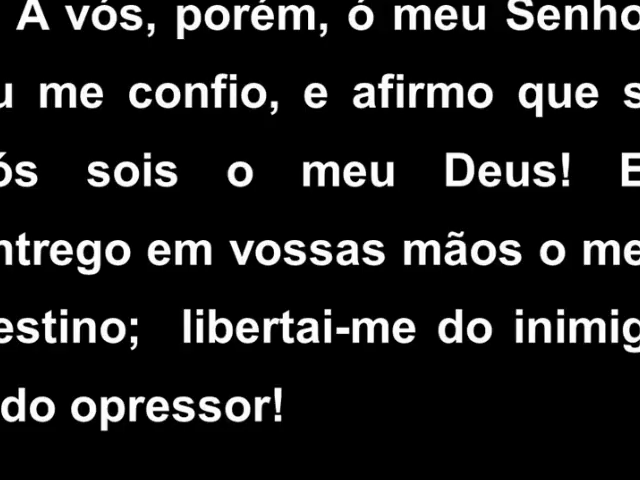 A vós, porém, ó meu Senho
u me confio, e afirmo que s
ós sois o meu Deus! E
ntrego em vossas mãos o me
estino; libertai-me do inimig
do opressor!